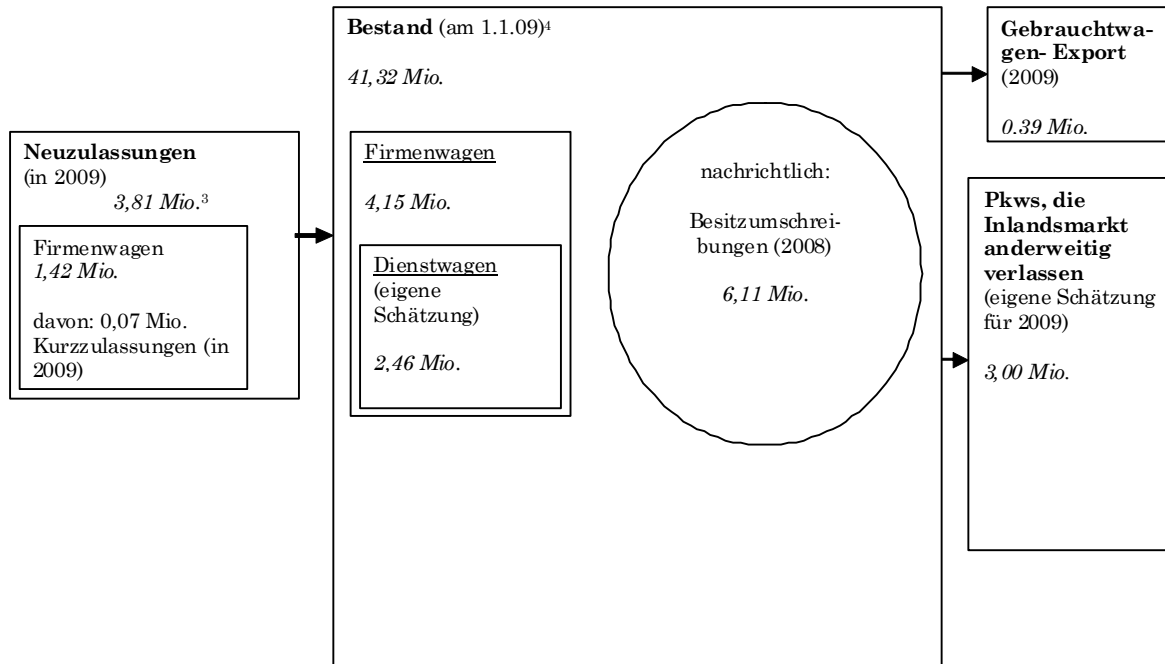 Neuzulassungen
(in 2009)
3,81 Mio.³
Firmenwagen
1,42 Mio.
davon: 0,07 Mio.
Kurzzulassungen (in
2009)
Bestand (am 1.1.09)⁴
41,32 Mio.
Firmenwagen
4,15 Mio.
Dienstwagen
(eigene
Schätzung)
2,46 Mio.
nachrichtlich:
Besitzumschrei-
bungen (2008)
6,11 Mio.
Gebrauchtwa-
gen- Export
(2009)
0.39 Mio.
Pkws, die
Inlandsmarkt
anderweitig
verlassen
(eigene Schätzung
für 2009)
3,00 Mio.